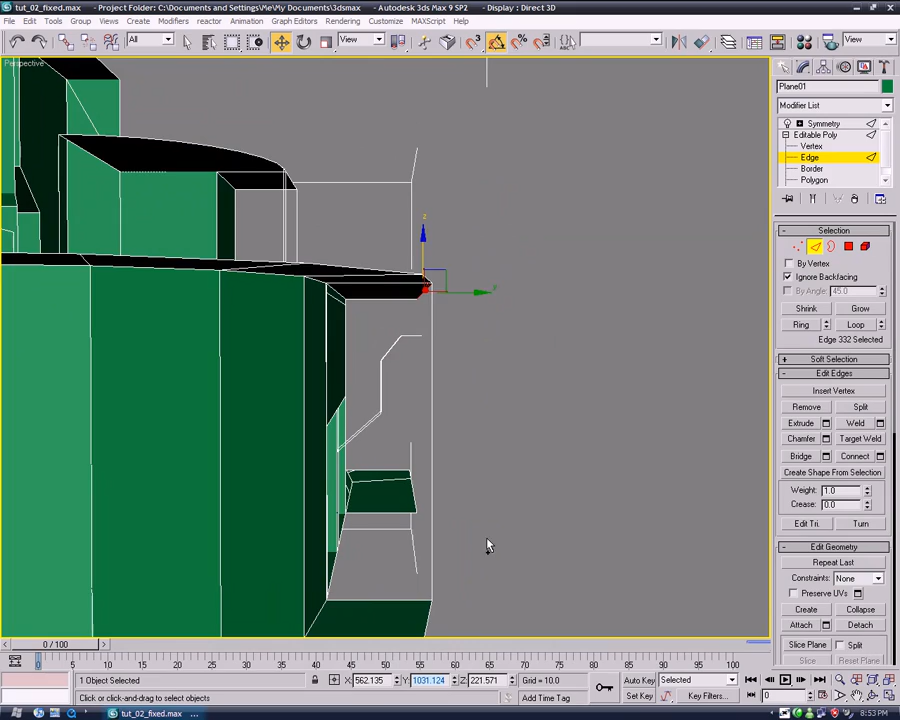 tut_02_fixed.max - Project Folder: C:\Documents and Settings\Me\My Documents\3dsmax - Autodesk 3ds Max 9 SP2 - Display : Direct 3D
File Edit Tools Group Views Create Modifiers reactor Animation Graph Editors Rendering Customize MAXScript Help
All View View
Perspective
Plane01
Modifier List
Symmetry
Editable Poly
Vertex
Edge
Border
Polygon
Selection
By Vertex
Ignore Backfacing
By Angle: 45.0
Shrink Grow
Ring Loop
Edge 332 Selected
Soft Selection
Edit Edges
Insert Vertex
Remove Split
Extrude Weld
Chamfer Target Weld
Bridge Connect
Create Shape From Selection
Weight: 1.0
Crease: 0.0
Edit Tri. Turn
Edit Geometry
Repeat Last
Constraints: None
Preserve UVs
Create Collapse
Attach Detach
Slice Plane Split
Slice Reset Plane
z
y
0 / 100
0 5 10 15 20 25 30 35 40 45 50 55 60 65 70 75 80 85 90 95 100
1 Object Selected X: 562.135 Y: 1031.124 Z: 221.571 Grid = 10.0 Auto Key Selected
Click or click-and-drag to select objects Add Time Tag Set Key Key Filters... 0
start tut_02_fixed.max ... 8:53 PM